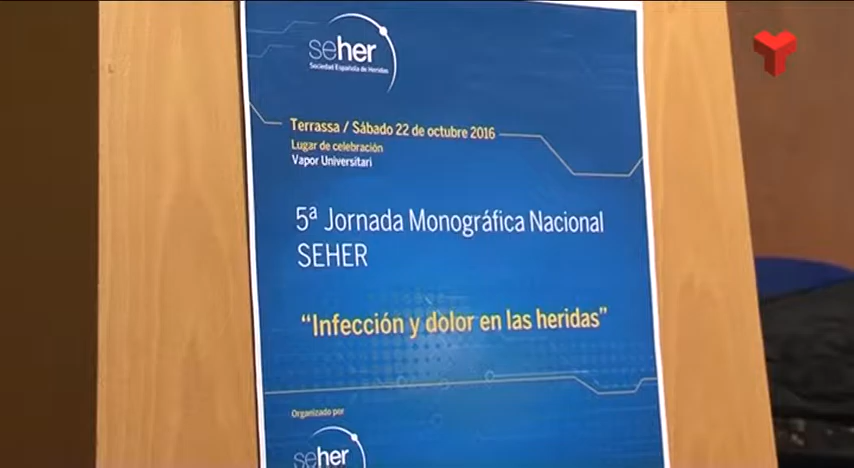 seher
Sociedad Española de Heridas
Terrassa / Sábado 22 de octubre 2016
Lugar de celebración
Vapor Universitari
5ª Jornada Monográfica Nacional
SEHER
“Infección y dolor en las heridas”
Organizado por
seher